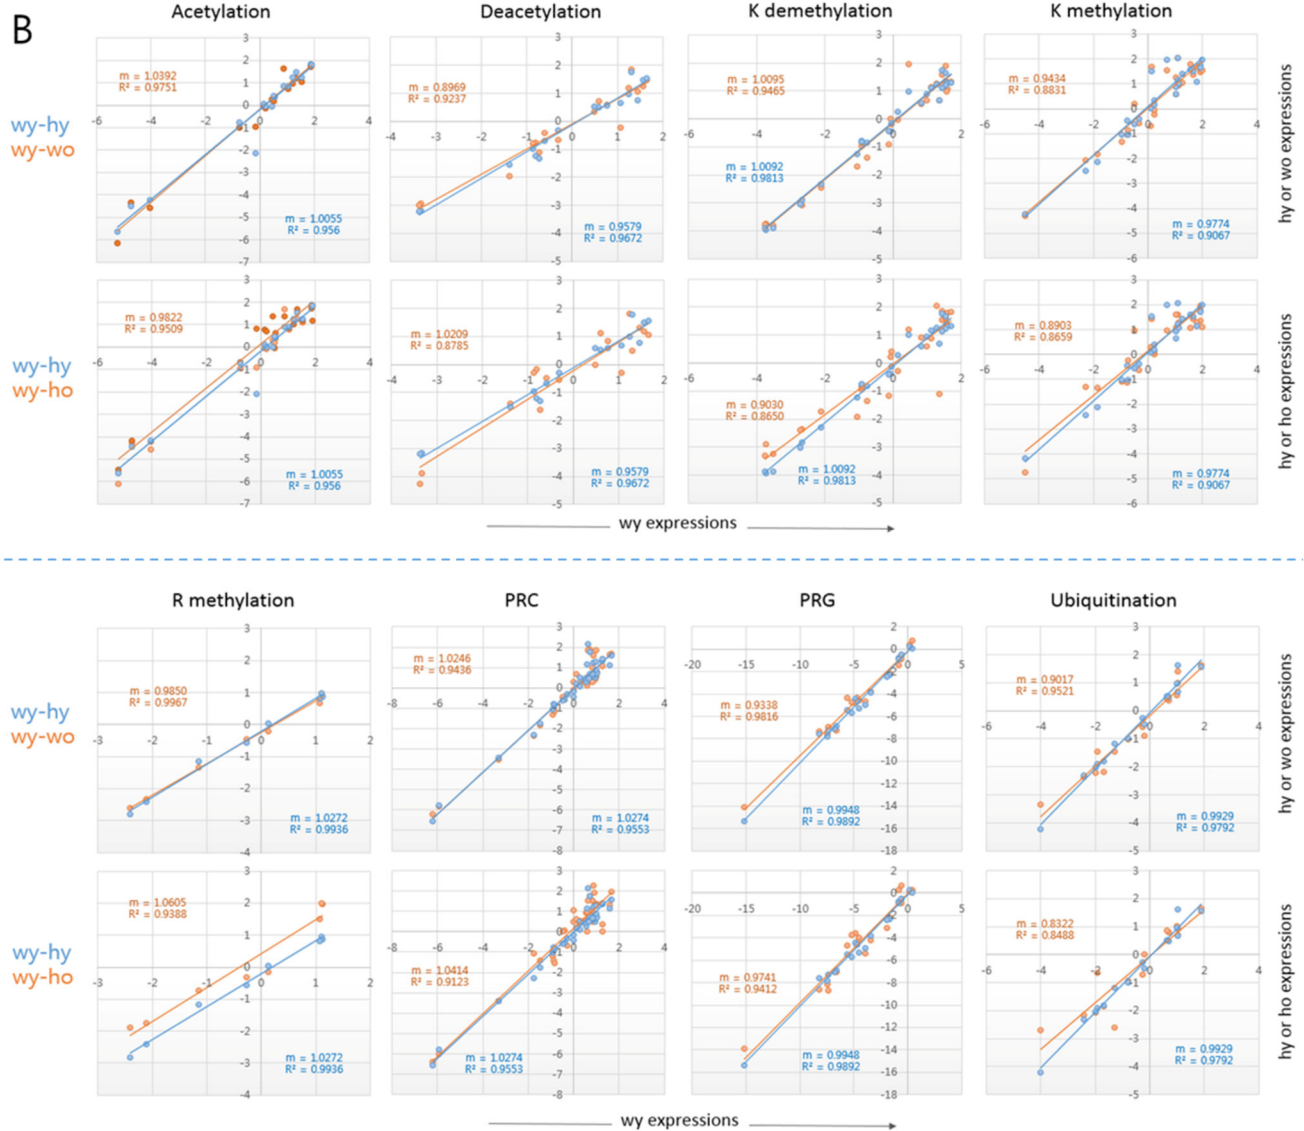 B
Acetylation
Deacetylation
K demethylation
K methylation
wy-hy
wy-wo
m = 1.0392
R² = 0.9751
m = 1.0055
R² = 0.956
m = 0.8969
R² = 0.9237
m = 0.9579
R² = 0.9672
m = 1.0095
R² = 0.9465
m = 1.0092
R² = 0.9813
m = 0.9434
R² = 0.8831
m = 0.9774
R² = 0.9067
hy or wo expressions
wy-hy
wy-ho
m = 0.9822
R² = 0.9509
m = 1.0055
R² = 0.956
m = 1.0209
R² = 0.8785
m = 0.9579
R² = 0.9672
m = 0.9030
R² = 0.8650
m = 1.0092
R² = 0.9813
m = 0.8903
R² = 0.8659
m = 0.9774
R² = 0.9067
hy or ho expressions
wy expressions
R methylation
PRC
PRG
Ubiquitination
wy-hy
wy-wo
m = 0.9850
R² = 0.9967
m = 1.0272
R² = 0.9936
m = 1.0246
R² = 0.9436
m = 1.0274
R² = 0.9553
m = 0.9338
R² = 0.9816
m = 0.9948
R² = 0.9892
m = 0.9017
R² = 0.9521
m = 0.9929
R² = 0.9792
hy or wo expressions
wy-hy
wy-ho
m = 1.0605
R² = 0.9388
m = 1.0272
R² = 0.9936
m = 1.0414
R² = 0.9123
m = 1.0274
R² = 0.9553
m = 0.9741
R² = 0.9412
m = 0.9948
R² = 0.9892
m = 0.8322
R² = 0.8488
m = 0.9929
R² = 0.9792
hy or ho expressions
wy expressions